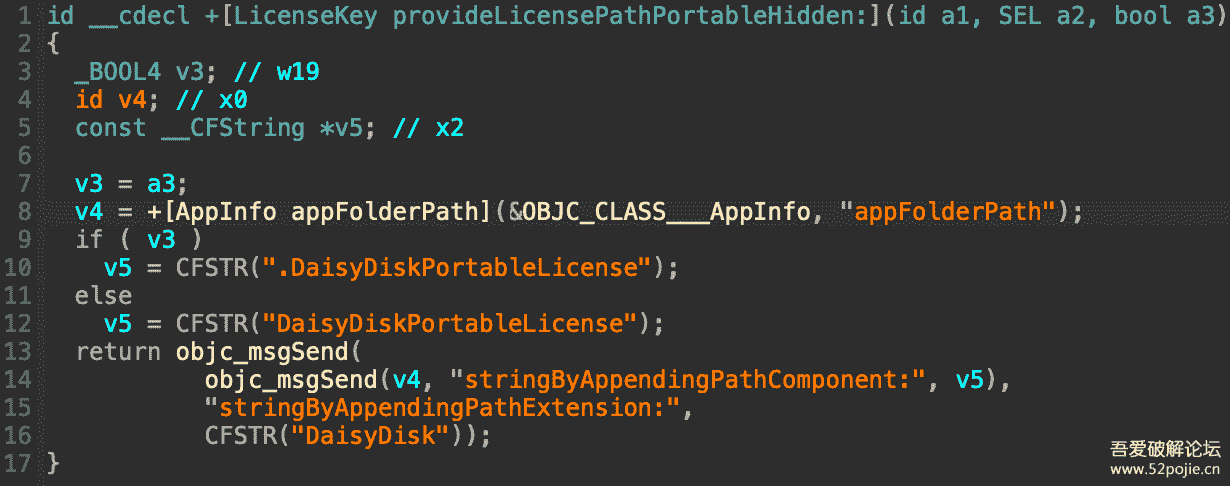 1 id __cdecl +[LicenseKey provideLicensePathPortableHidden:](id a1, SEL a2, bool a3)
2 {
3   _BOOL4 v3; // w19
4   id v4; // x0
5   const __CFString *v5; // x2
6
7   v3 = a3;
8   v4 = +[AppInfo appFolderPath](&OBJC_CLASS___AppInfo, "appFolderPath");
9   if ( v3 )
10     v5 = CFSTR(".DaisyDiskPortableLicense");
11   else
12     v5 = CFSTR("DaisyDiskPortableLicense");
13   return objc_msgSend(
14            objc_msgSend(v4, "stringByAppendingPathComponent:", v5),
15            "stringByAppendingPathExtension:",
16            CFSTR("DaisyDisk"));
17 }
吾爱破解论坛
www.52pojie.cn